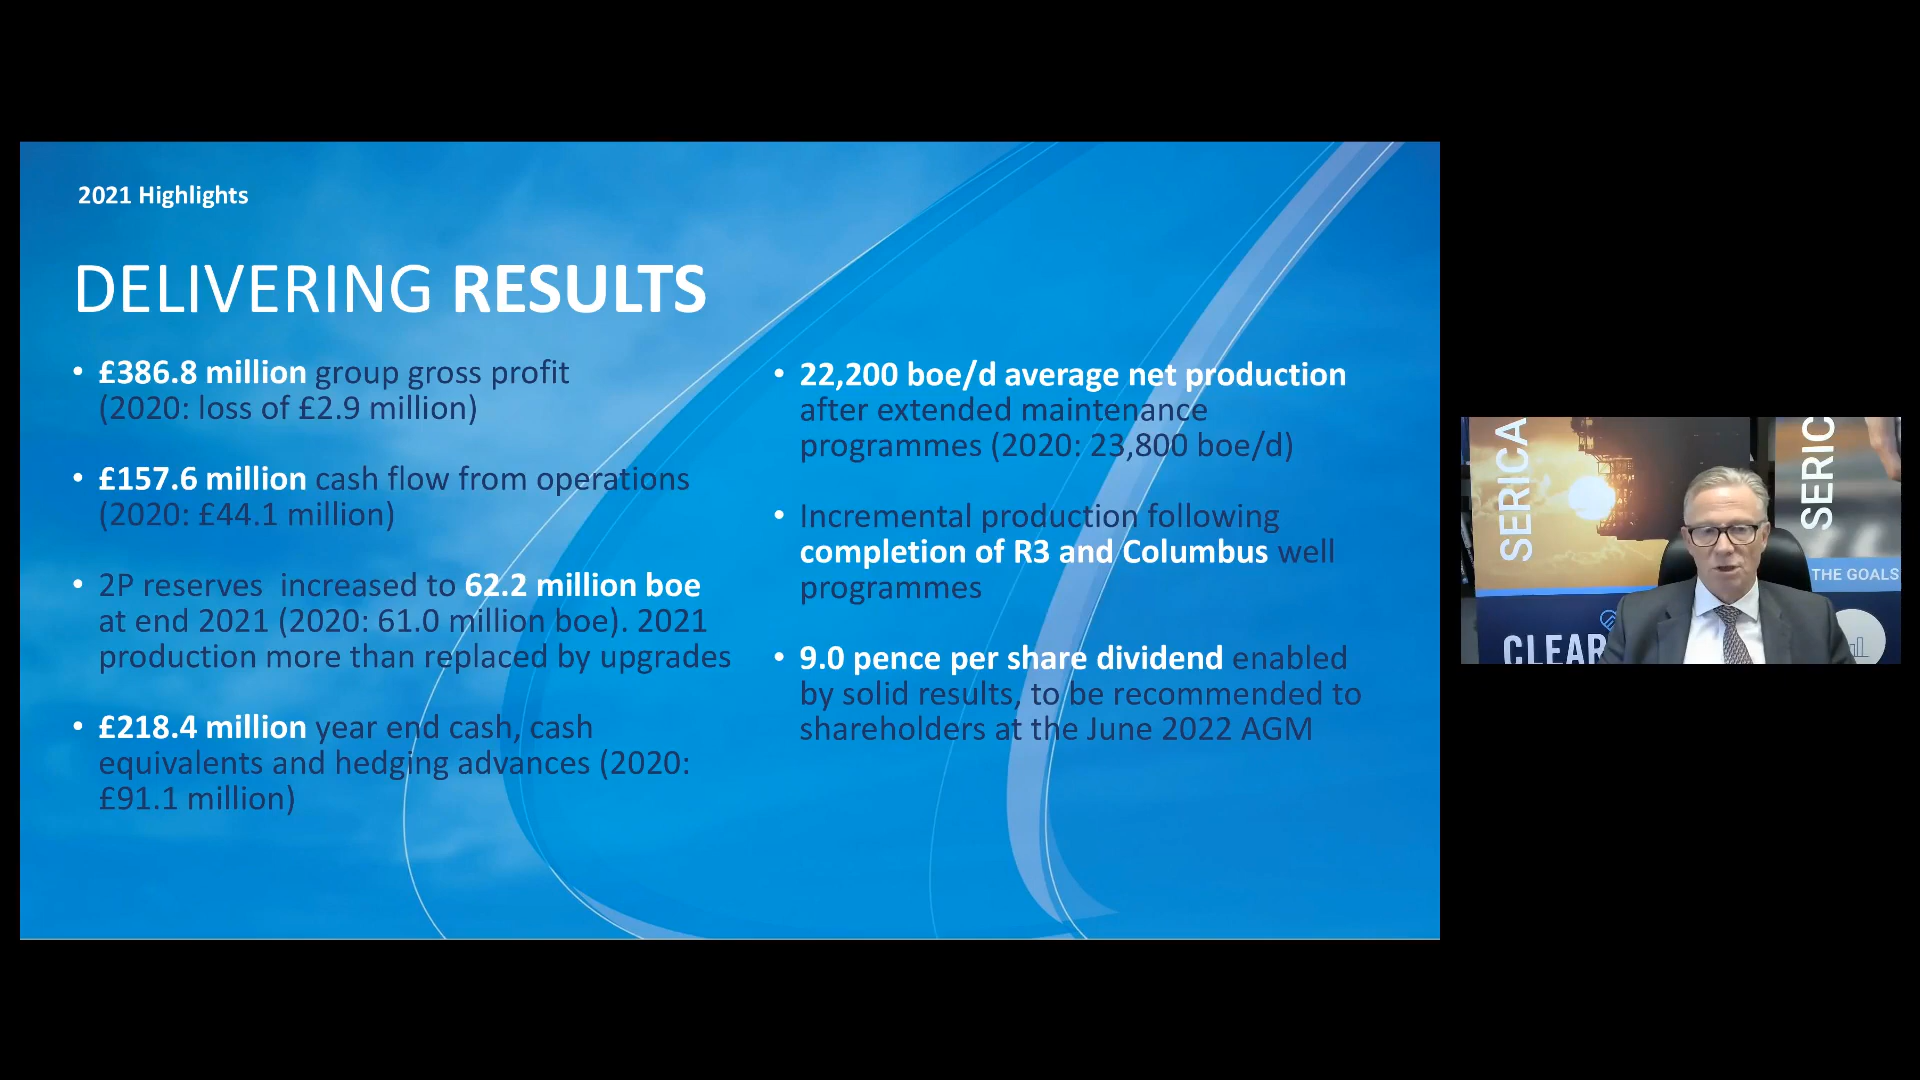 2021 Highlights
DELIVERING RESULTS
• £386.8 million group gross profit
(2020: loss of £2.9 million)
• £157.6 million cash flow from operations
(2020: £44.1 million)
• 2P reserves  increased to 62.2 million boe
at end 2021 (2020: 61.0 million boe). 2021
production more than replaced by upgrades
• £218.4 million year end cash, cash
equivalents and hedging advances (2020:
£91.1 million)
• 22,200 boe/d average net production
after extended maintenance
programmes (2020: 23,800 boe/d)
• Incremental production following
completion of R3 and Columbus well
programmes
• 9.0 pence per share dividend enabled
by solid results, to be recommended to
shareholders at the June 2022 AGM
SERICA
SERIC
THE GOALS
CLEAR